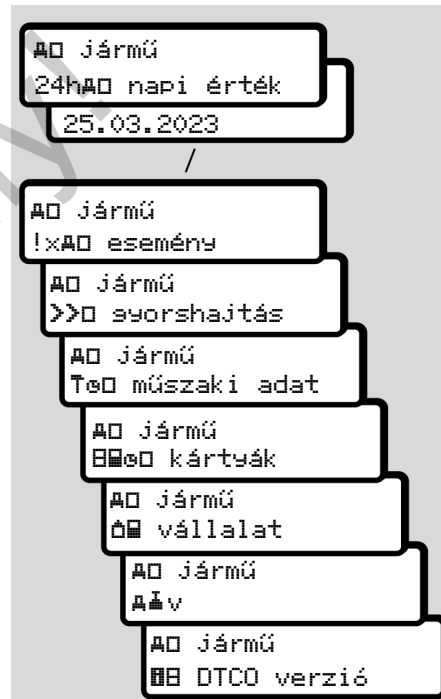 jármű
24h napi érték
25.03.2023
/
jármű
!x esemény
jármű
>> gyorshajtás
jármű
műszaki adat
jármű
kártyák
jármű
vállalat
jármű
v
jármű
DTCO verzió